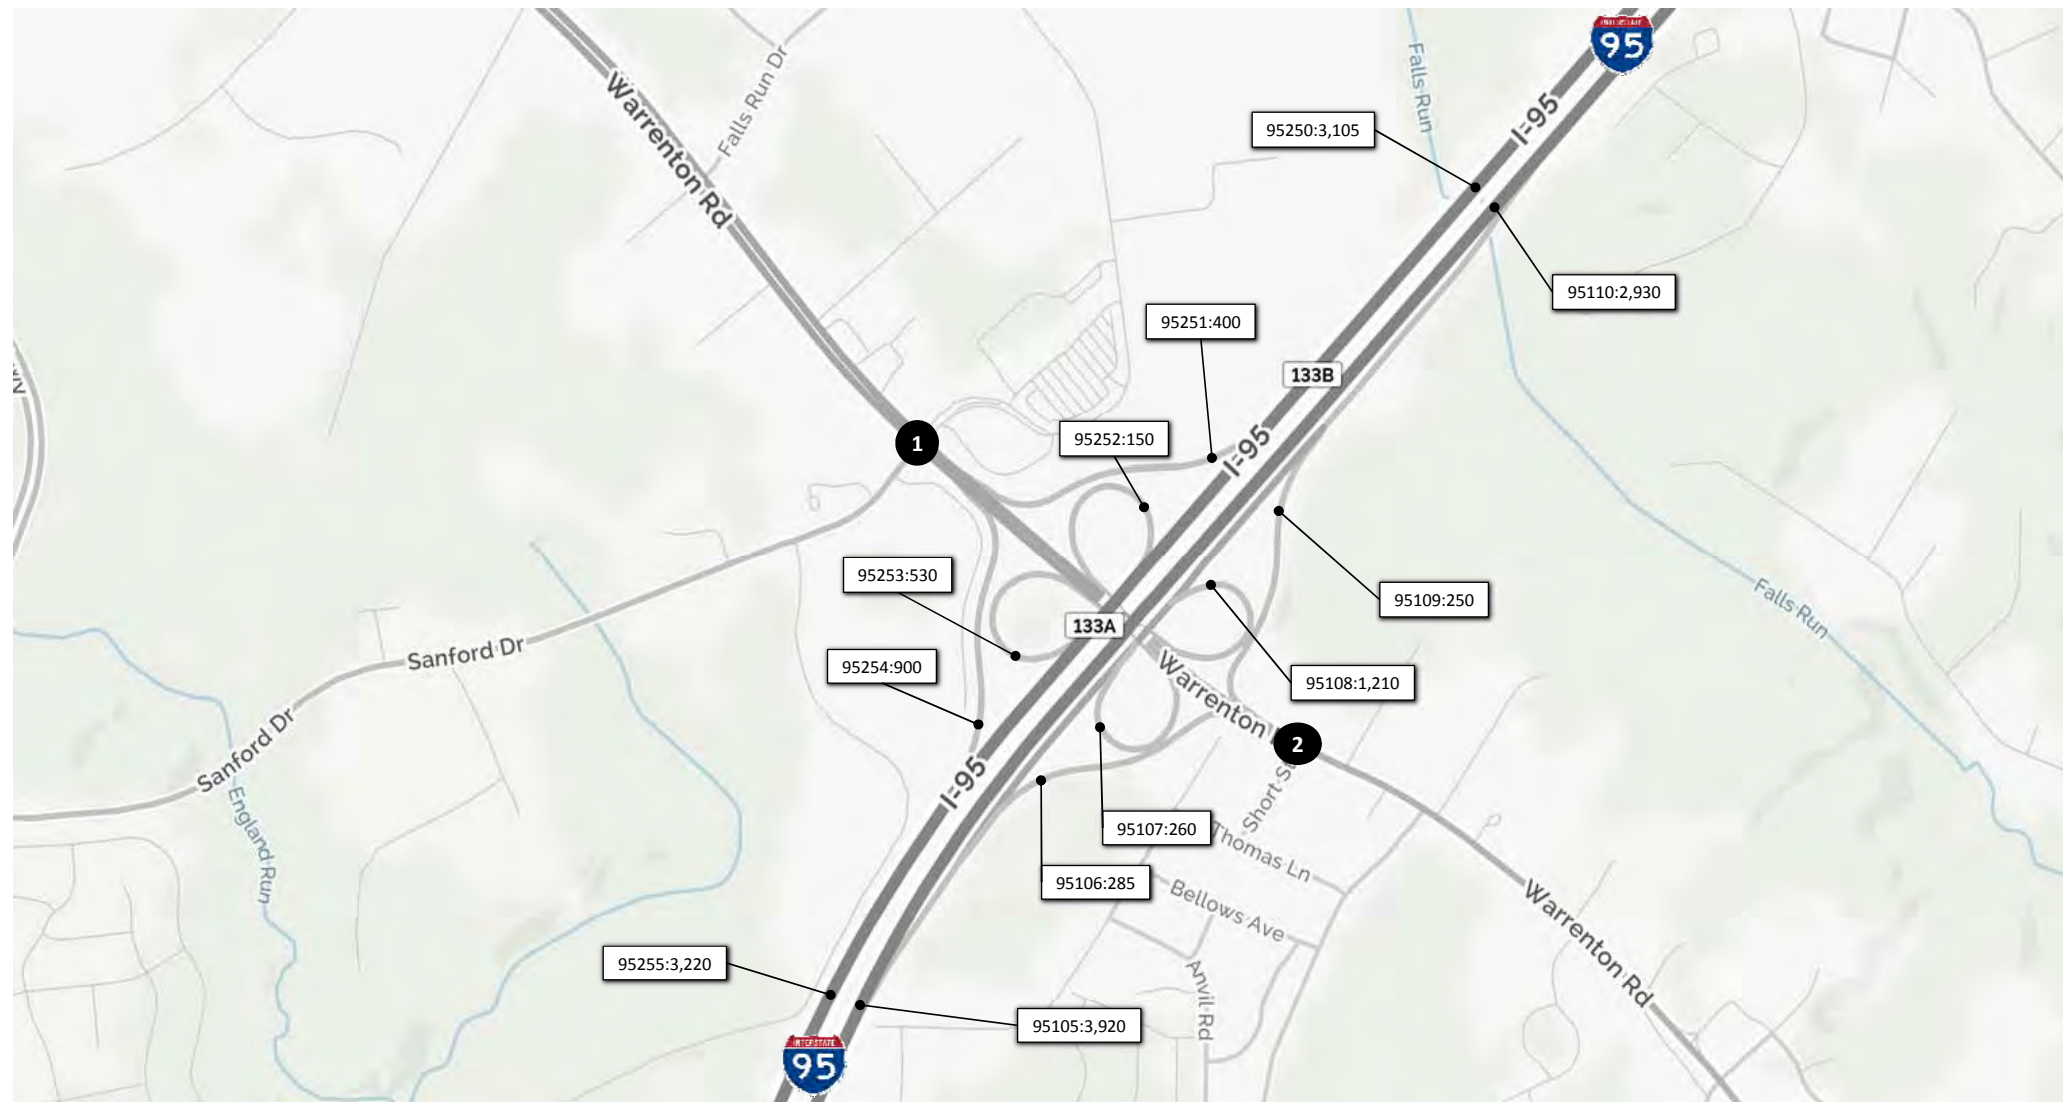 INTERSTATE
95
Falls Run Dr
Warrenton Rd
Falls Run
I-95
95250:3,105
95110:2,930
95251:400
133B
1
95252:150
I-95
95253:530
95109:250
Falls Run
133A
Sanford Dr
95254:900
95108:1,210
Warrenton
2
Sanford Dr
I-95
England Run
Short St
95107:260
Thomas Ln
95106:285
Bellows Ave
Warrenton Rd
95255:3,220
Anvil Rd
95105:3,920
INTERSTATE
95